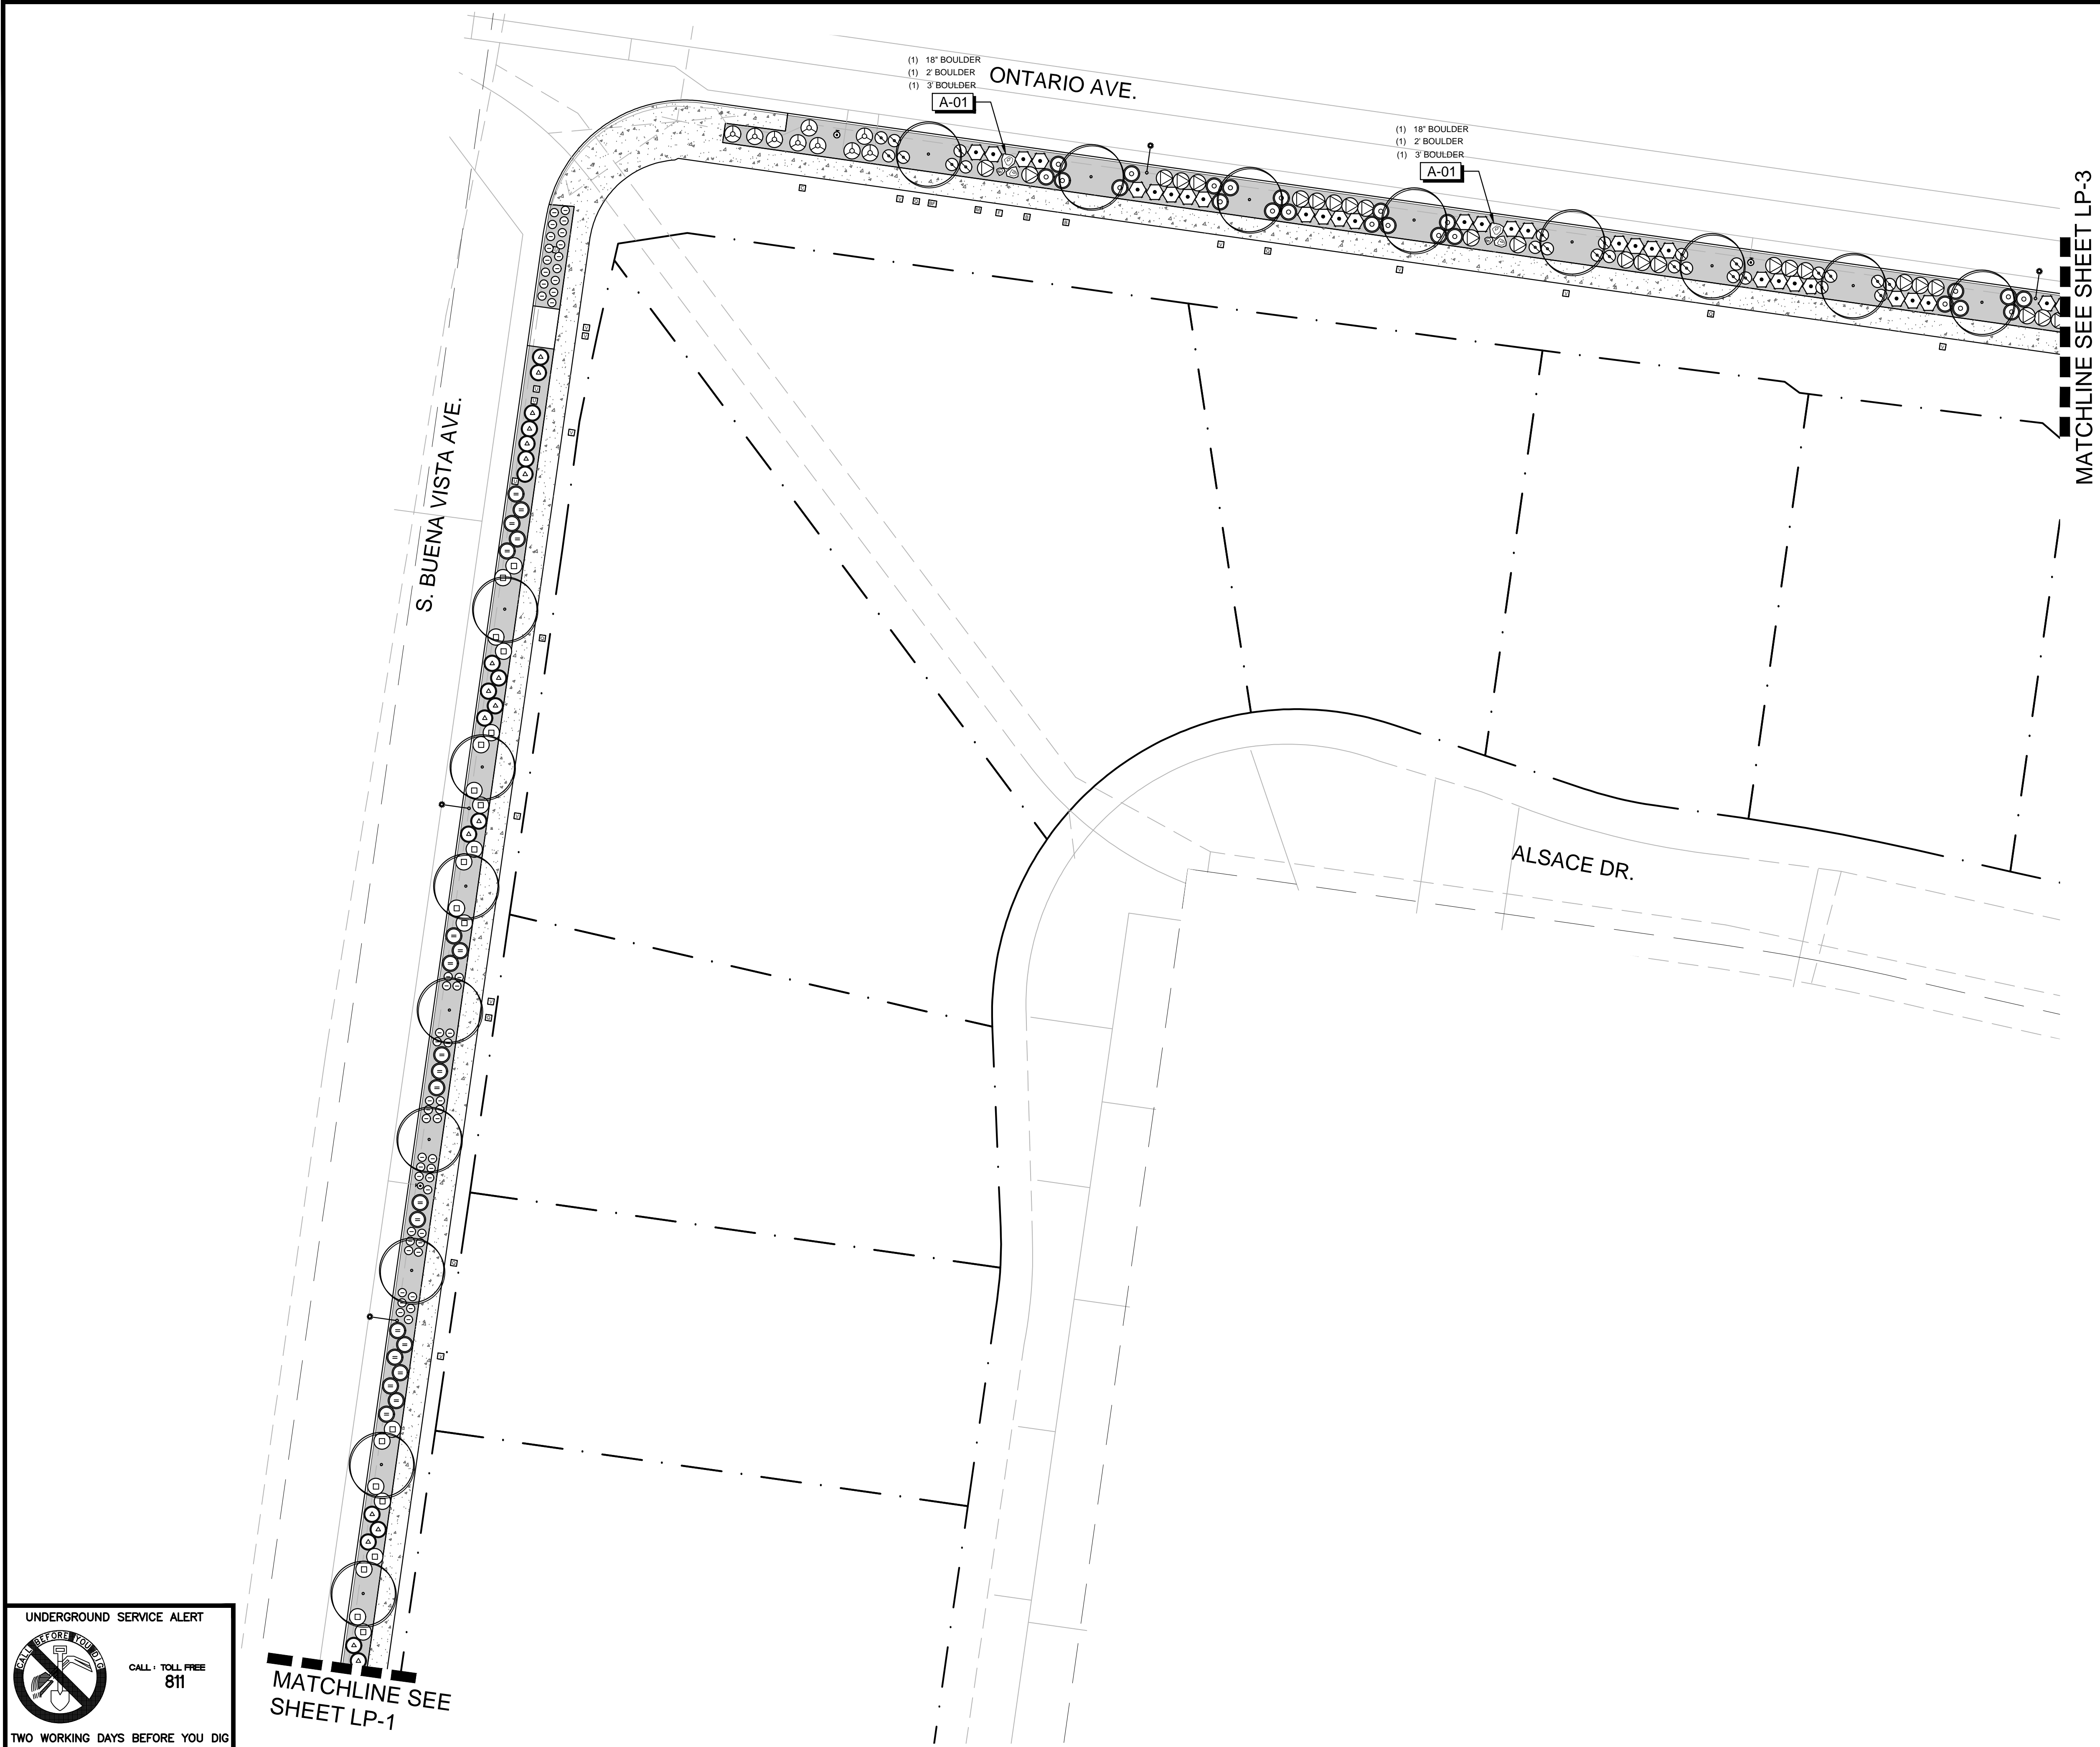 (1) 18" BOULDER
(1) 2' BOULDER
(1) 3' BOULDER
A-01
ONTARIO AVE.
(1) 18" BOULDER
(1) 2' BOULDER
(1) 3' BOULDER
A-01
MATCHLINE SEE SHEET LP-3
S. BUENA VISTA AVE.
ALSACE DR.
UNDERGROUND SERVICE ALERT
CALL BEFORE YOU DIG
CALL : TOLL FREE
811
TWO WORKING DAYS BEFORE YOU DIG
MATCHLINE SEE
SHEET LP-1